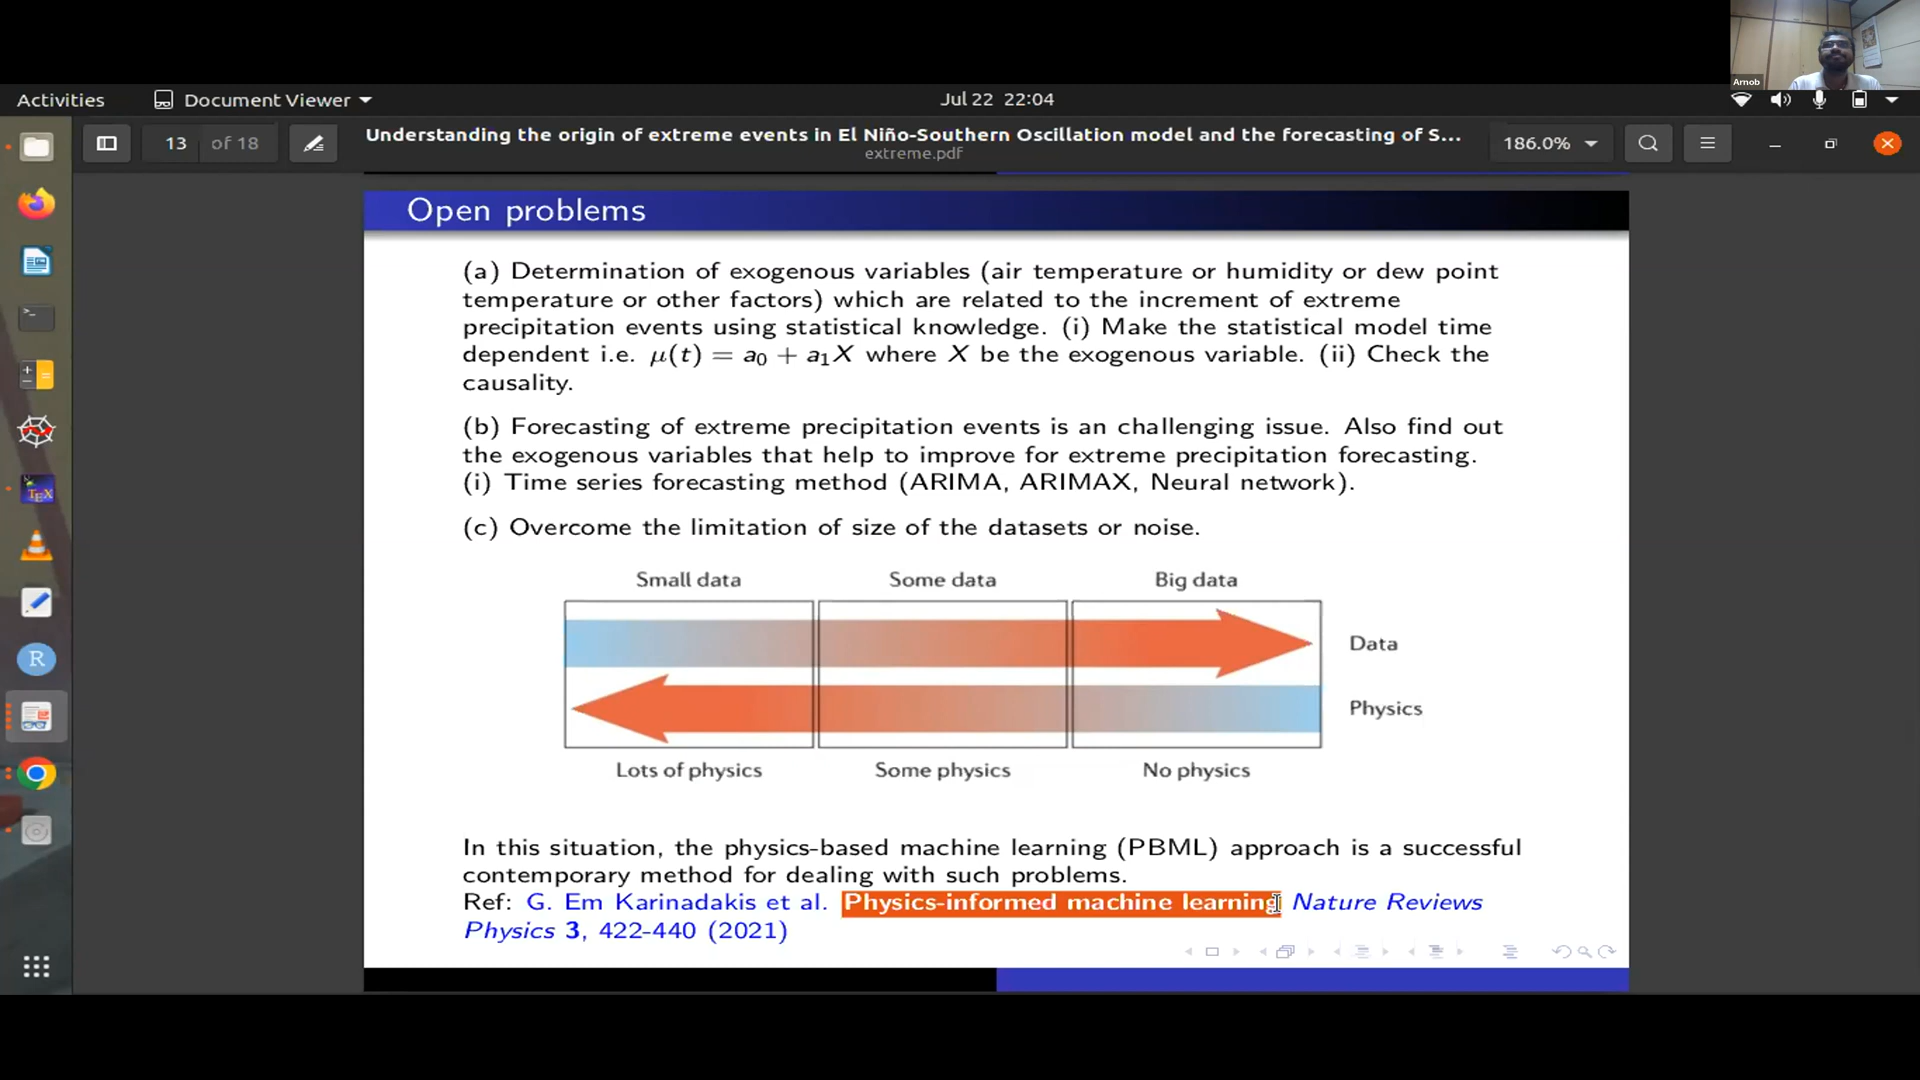 Arnob
Activities
Document Viewer
Jul 22 22:04
13 of 18
Understanding the origin of extreme events in El Niño-Southern Oscillation model and the forecasting of S...
extreme.pdf
186.0%
Open problems
(a) Determination of exogenous variables (air temperature or humidity or dew point
temperature or other factors) which are related to the increment of extreme
precipitation events using statistical knowledge. (i) Make the statistical model time
dependent i.e. μ(t) = a₀ + a₁X where X be the exogenous variable. (ii) Check the
causality.
(b) Forecasting of extreme precipitation events is an challenging issue. Also find out
the exogenous variables that help to improve for extreme precipitation forecasting.
(i) Time series forecasting method (ARIMA, ARIMAX, Neural network).
(c) Overcome the limitation of size of the datasets or noise.
Small data Some data Big data
Data
Physics
Lots of physics Some physics No physics
In this situation, the physics-based machine learning (PBML) approach is a successful
contemporary method for dealing with such problems.
Ref: G. Em Karinadakis et al. Physics-informed machine learning Nature Reviews
Physics 3, 422-440 (2021)
TEX
R